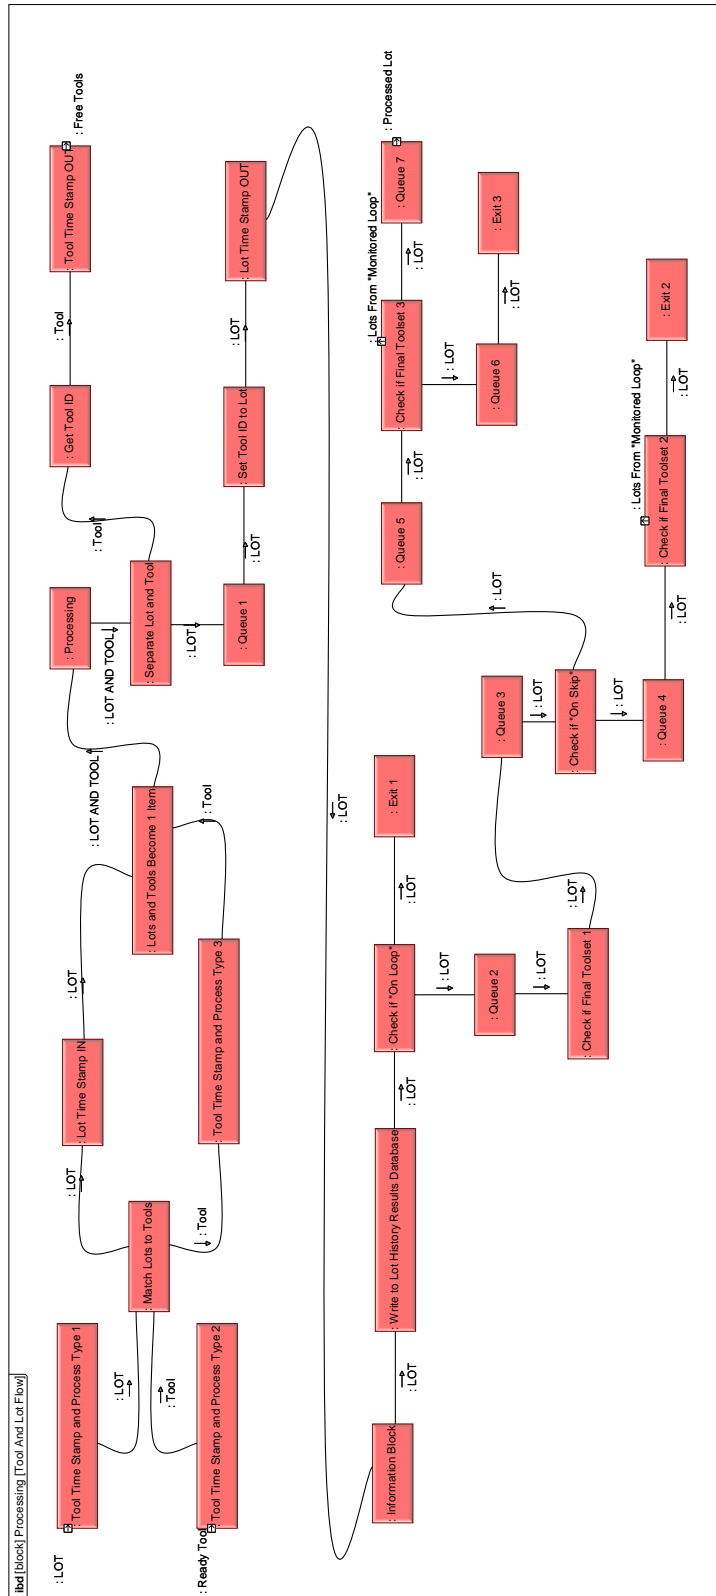 ibd [block] Processing [Tool And Lot Flow]
: LOT
: Tool Time Stamp and Process Type 1
: LOT
: Ready Tool
: Tool Time Stamp and Process Type 2
: Tool
: Match Lots to Tools
: LOT
: Tool
: Lot Time Stamp IN
: LOT
: Tool Time Stamp and Process Type 3
: Tool
: Lots and Tools Become 1 Item
: LOT AND TOOL
: Processing
: LOT AND TOOL
: Separate Lot and Tool
: Tool
: LOT
: Get Tool ID
: Tool
: Tool Time Stamp OUT
: Free Tools
: Queue 1
: LOT
: Set Tool ID to Lot
: LOT
: Lot Time Stamp OUT
: LOT
: Information Block
: LOT
: Write to Lot History Results Database
: LOT
: Check if "On Loop"
: LOT
: Exit 1
: LOT
: Queue 2
: LOT
: Check if Final Toolset 1
: LOT
: Queue 3
: LOT
: Check if "On Skip"
: LOT
: LOT
: Queue 4
: LOT
: Check if Final Toolset 2
: Lots From "Monitored Loop"
: LOT
: Exit 2
: Queue 5
: LOT
: Check if Final Toolset 3
: Lots From "Monitored Loop"
: LOT
: LOT
: Queue 6
: LOT
: Exit 3
: Queue 7
: Processed Lot